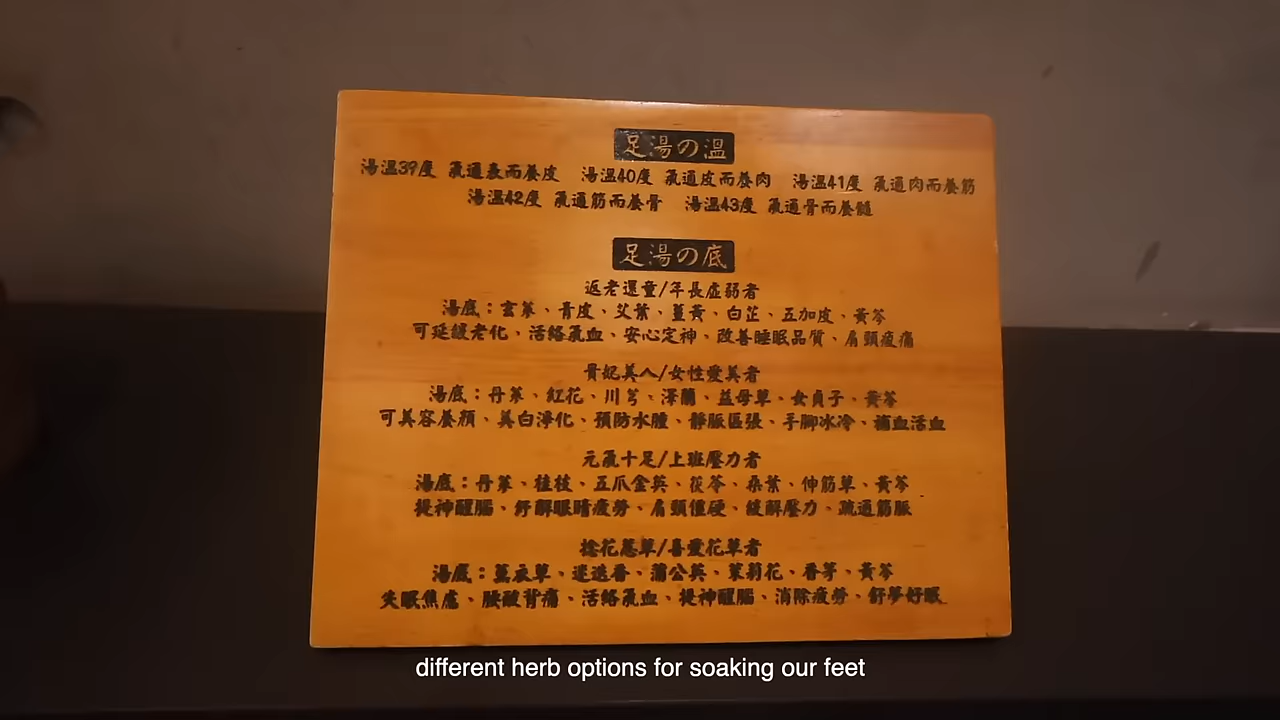 足湯の温
湯溫39度 氣通表而養皮 湯溫40度 氣通皮而養肉 湯溫41度 氣通肉而養筋
湯溫42度 氣通筋而養骨 湯溫43度 氣通骨而養髓
足湯の底
返老還童/年長虛弱者
湯底：玄蔘、青皮、艾葉、薑黃、白芷、五加皮、黃芩
可延緩老化、活絡氣血、安心定神、改善睡眠品質、肩頸痠痛
貴妃美人/女性愛美者
湯底：丹蔘、紅花、川芎、澤蘭、益母草、女貞子、黃芩
可美容養顏、美白淨化、預防水腫、靜脈區張、手腳冰冷、補血活血
元氣十足/上班壓力者
湯底：丹蔘、桂枝、五爪金英、茯苓、桑葉、伸筋草、黃芩
提神醒腦、舒解眼睛疲勞、肩頸僵硬、緩解壓力、疏通筋脈
捻花惹草/喜愛花草者
湯底：薰衣草、迷迭香、蒲公英、茉莉花、香茅、黃芩
失眠焦慮、腰酸背痛、活絡氣血、提神醒腦、消除疲勞、舒夢好眠
different herb options for soaking our feet